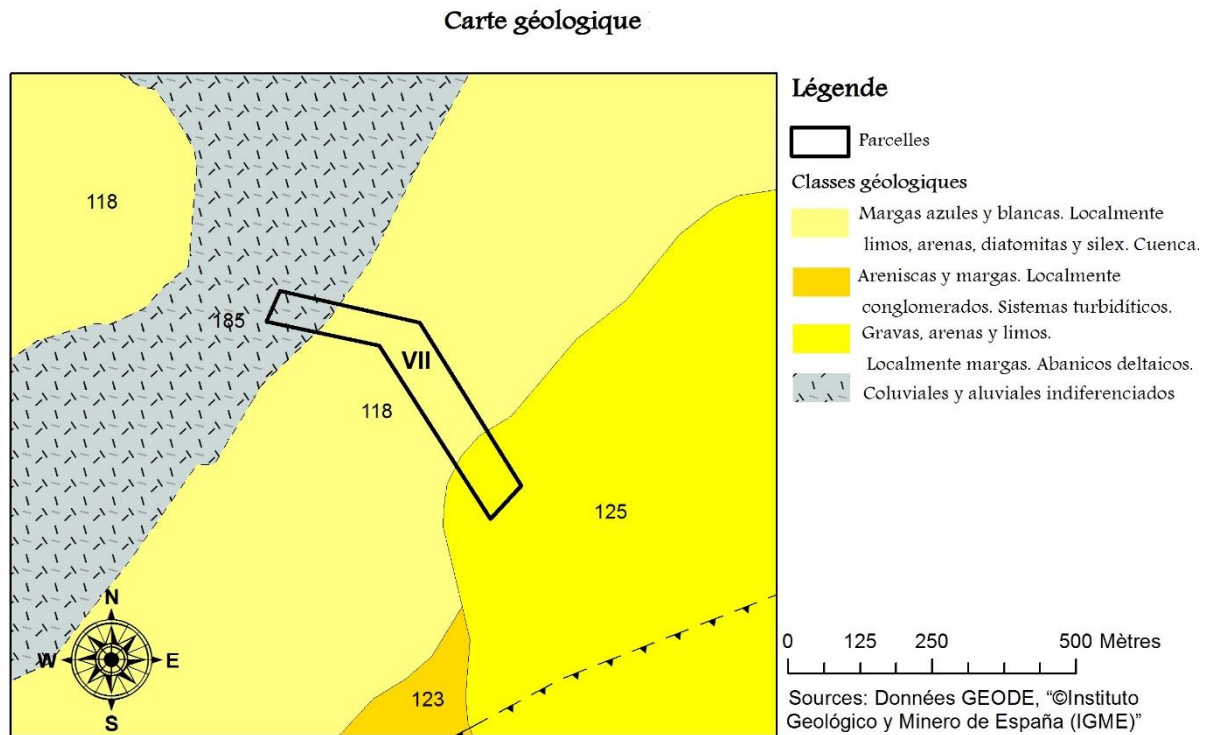 Carte géologique
118
185
VII
118
125
123
N
W
E
S
Légende
Parcelles
Classes géologiques
Margas azules y blancas. Localmente
limos, arenas, diatomitas y silex. Cuenca.
Areniscas y margas. Localmente
conglomerados. Sistemas turbidíticos.
Gravas, arenas y limos.
Localmente margas. Abanicos deltaicos.
Coluviales y aluviales indiferenciados
0 125 250 500 Mètres
Sources: Données GEODE, “©Instituto
Geológico y Minero de España (IGME)”